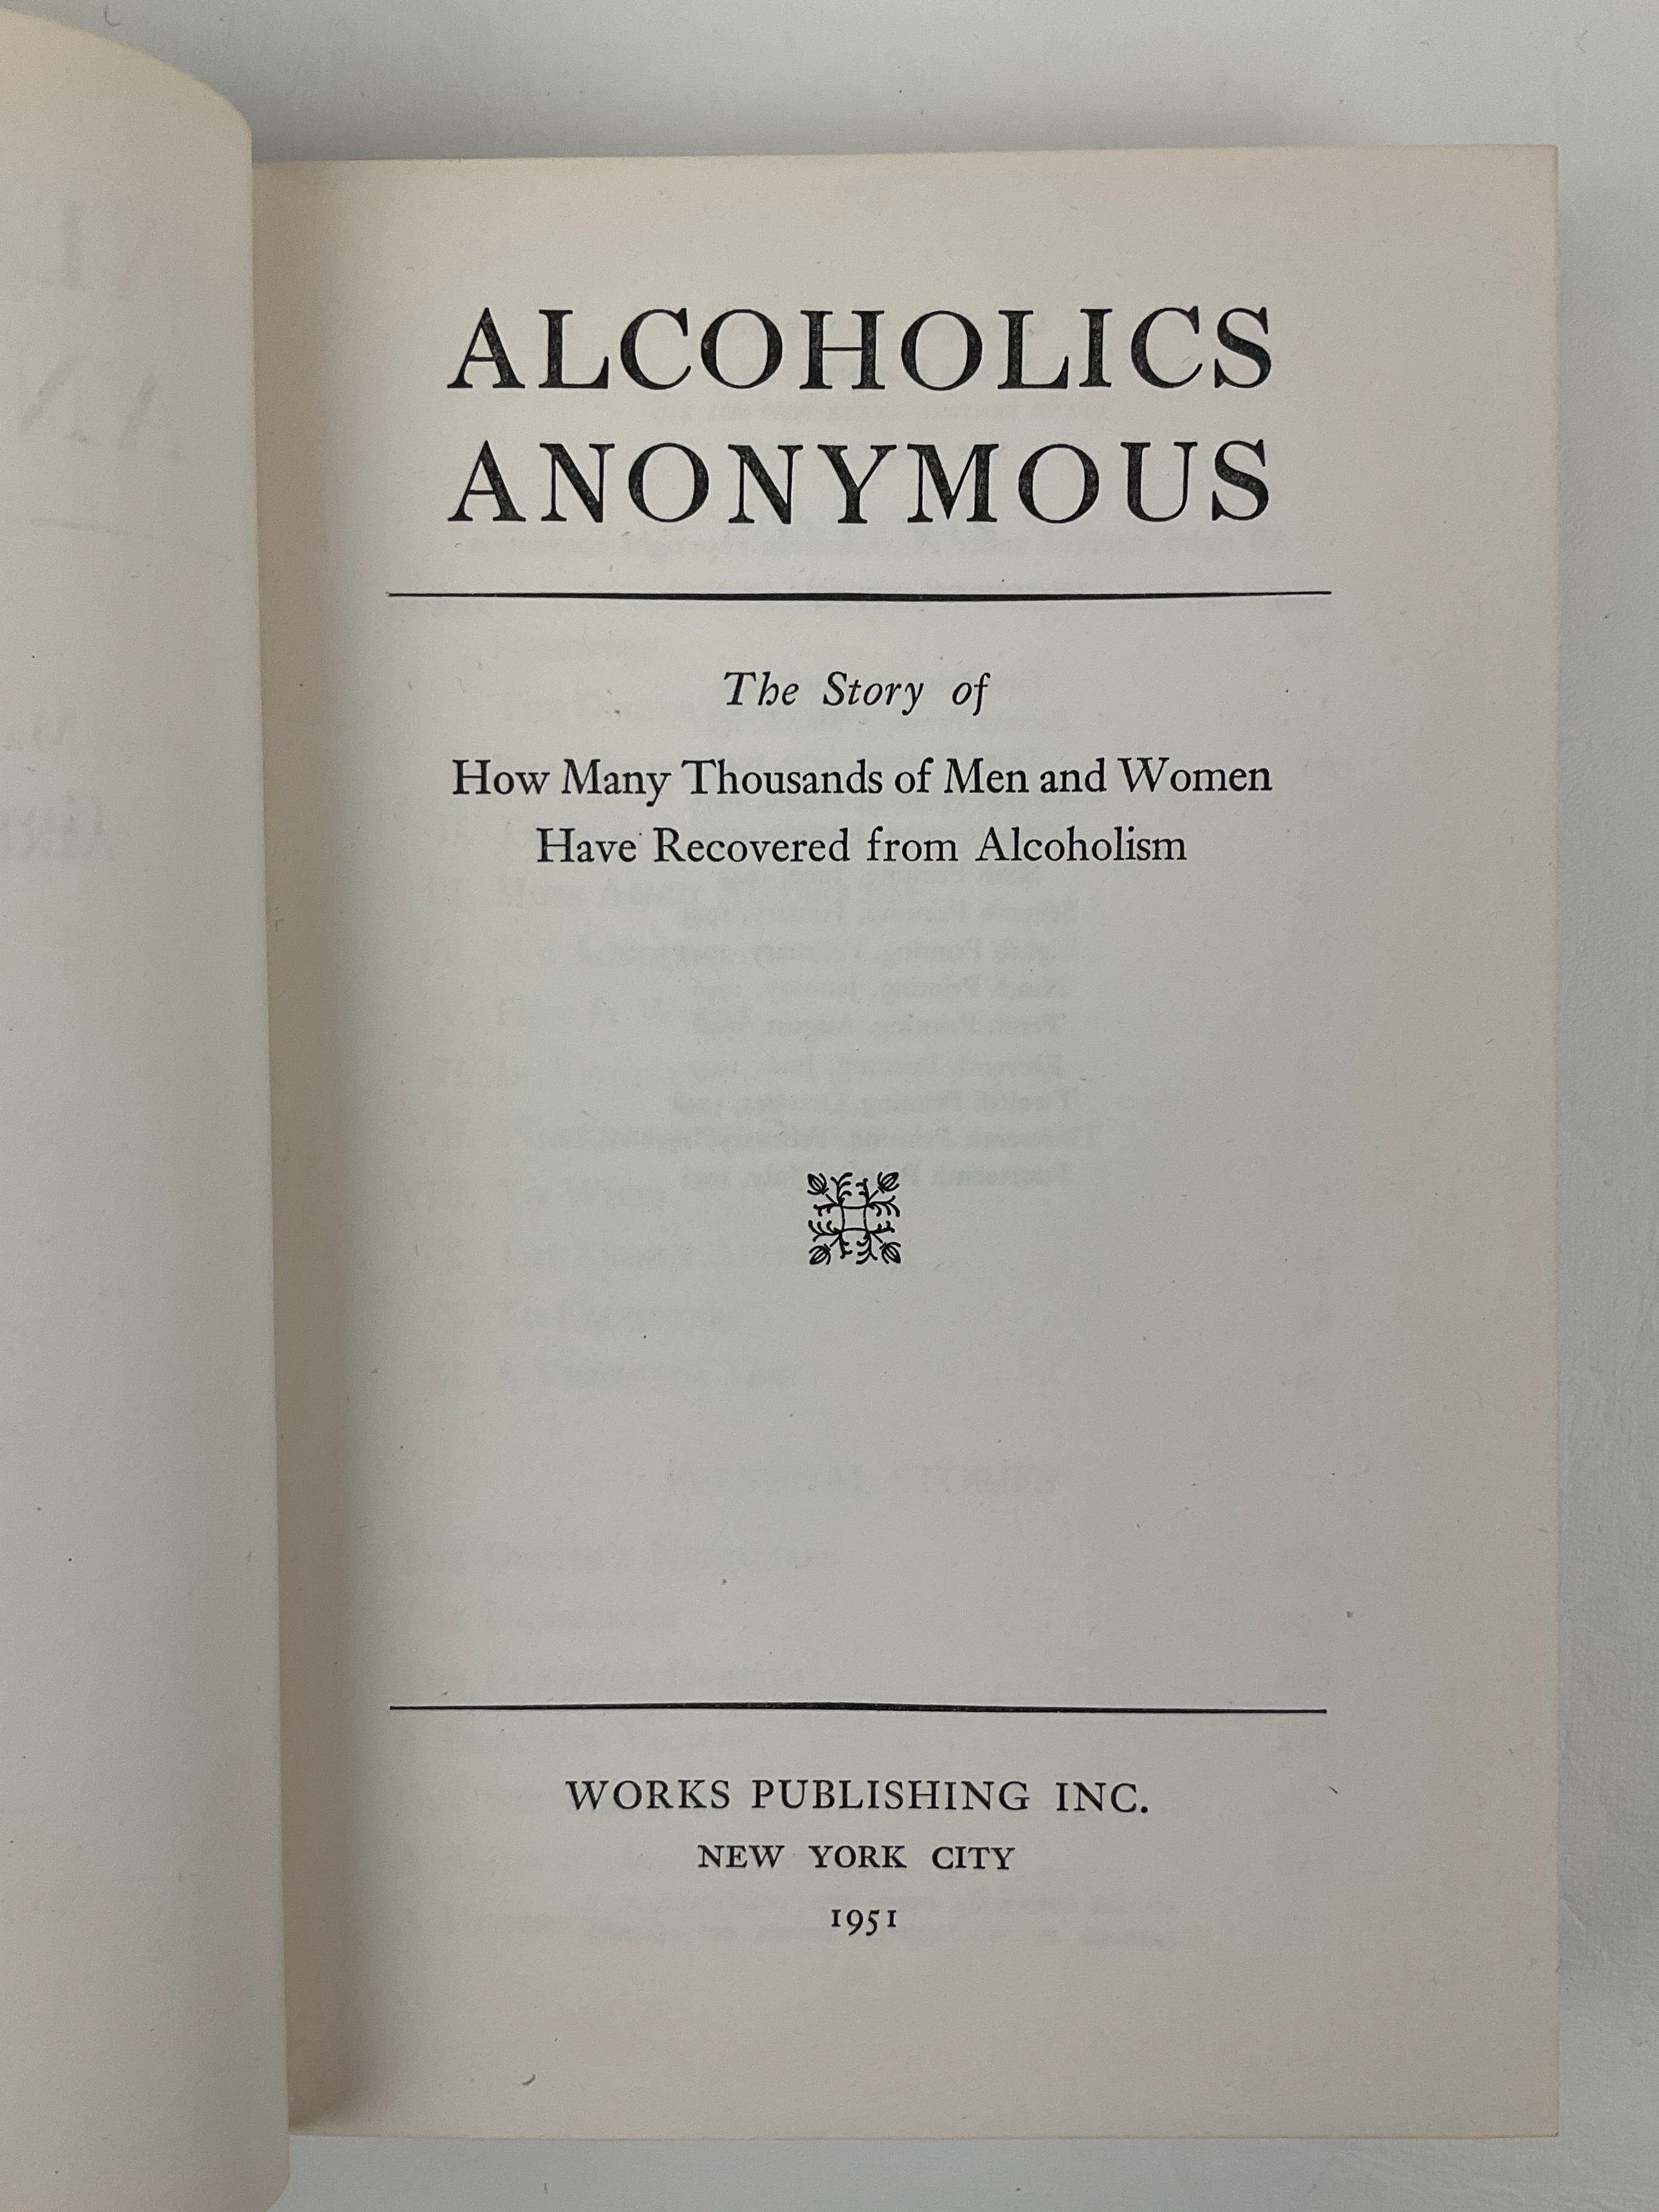 ALCOHOLICS
ANONYMOUS
The Story of
How Many Thousands of Men and Women
Have Recovered from Alcoholism
WORKS PUBLISHING INC.
NEW YORK CITY
1951